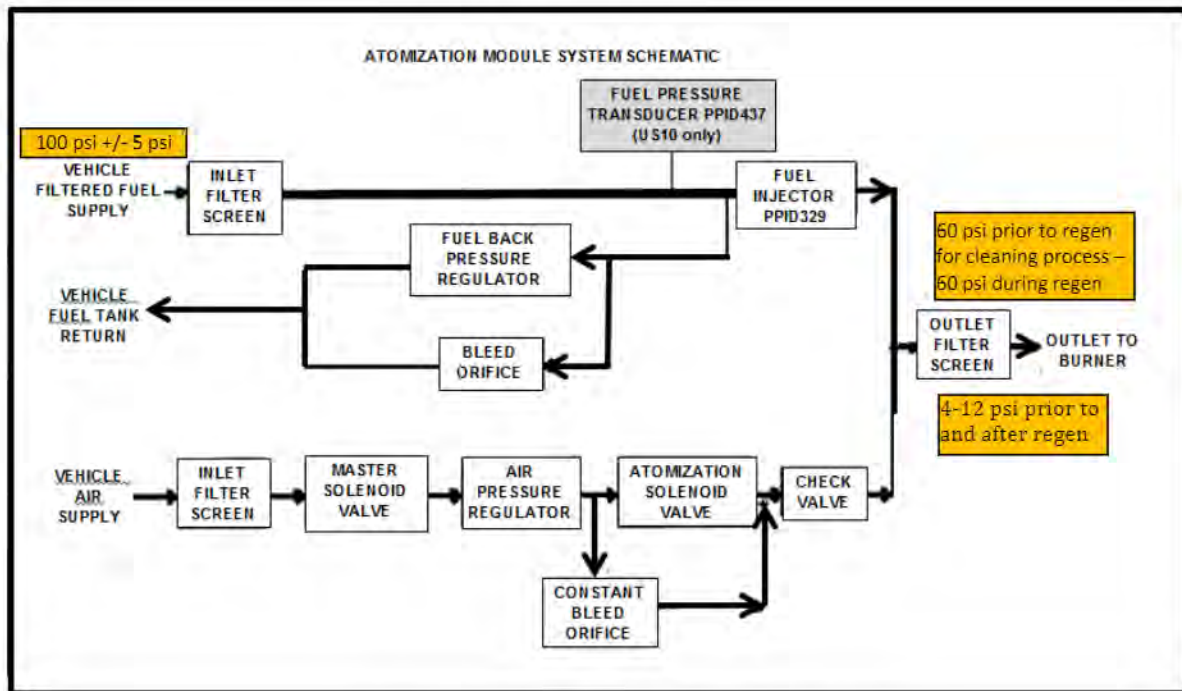 ATOMIZATION MODULE SYSTEM SCHEMATIC
FUEL PRESSURE
TRANSDUCER PPID437
(US10 only)
100 psi +/- 5 psi
VEHICLE
FILTERED FUEL
SUPPLY
INLET
FILTER
SCREEN
FUEL
INJECTOR
PPID329
FUEL BACK
PRESSURE
REGULATOR
60 psi prior to regen
for cleaning process –
60 psi during regen
VEHICLE
FUEL TANK
RETURN
BLEED
ORIFICE
OUTLET
FILTER
SCREEN
OUTLET TO
BURNER
4-12 psi prior to
and after regen
VEHICLE
AIR
SUPPLY
INLET
FILTER
SCREEN
MASTER
SOLENOID
VALVE
AIR
PRESSURE
REGULATOR
ATOMIZATION
SOLENOID
VALVE
CHECK
VALVE
CONSTANT
BLEED
ORIFICE